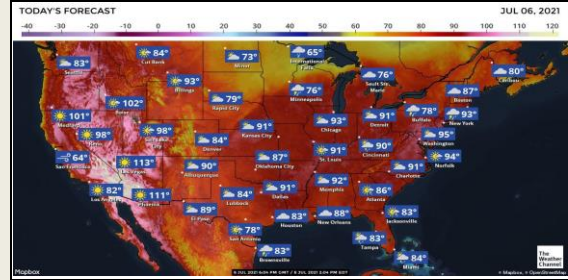 TODAY'S FORECAST
JUL 06, 2021
-40 -30 -20 -10 0 10 20 30 40 50 60 70 80 90 100 110 120
84°
Cut Bank
73°
Minot
65°
International
Falls
83°
Seattle
93°
Billings
76°
Sault Ste.
Marie
80°
Caribou
79°
Rapid City
76°
Minneapolis
87°
Boston
102°
Boise
78°
Buffalo
93°
New York
101°
Medford
93°
Chicago
91°
Detroit
98°
Reno
98°
91°
Kansas City
95°
Washington
84°
Denver
91°
St. Louis
90°
Cincinnati
94°
Norfolk
64°
San Francisco
113°
Las Vegas
90°
Albuquerque
87°
Oklahoma City
91°
Charlotte
82°
Los Angeles
111°
Phoenix
84°
Lubbock
91°
Dallas
92°
Memphis
86°
Atlanta
89°
El Paso
83°
Houston
88°
New Orleans
83°
Jacksonville
78°
San Antonio
83°
Tampa
83°
Brownsville
84°
Miami
The
Weather
Channel
Mapbox
© Mapbox, © OpenStreetMap